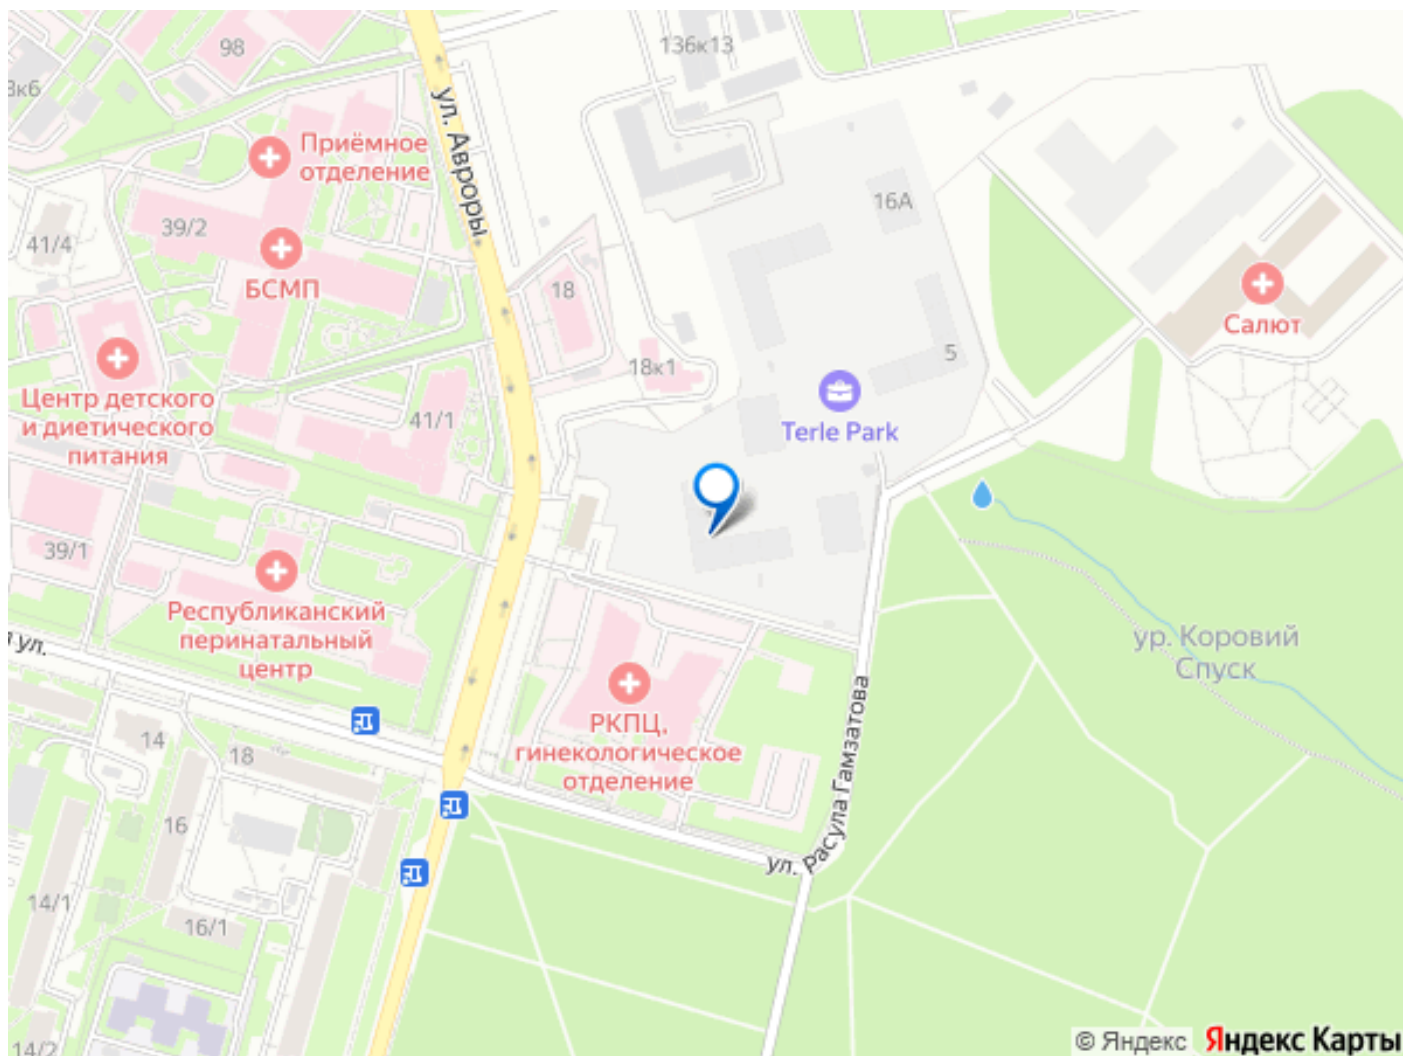 98
136к13
3к6
ул. Авроры
Приёмное
отделение
16А
39/2
41/4
БСМП
18
Салют
18к1
5
Центр детского
и диетического
питания
41/1
Terle Park
39/1
Республиканский
перинатальный
центр
ул.
ур. Коровий
Спуск
РКПЦ,
гинекологическое
отделение
14
18
16
ул. Расула Гамзатова
14/1
16/1
14/2
© Яндекс
Яндекс Карты